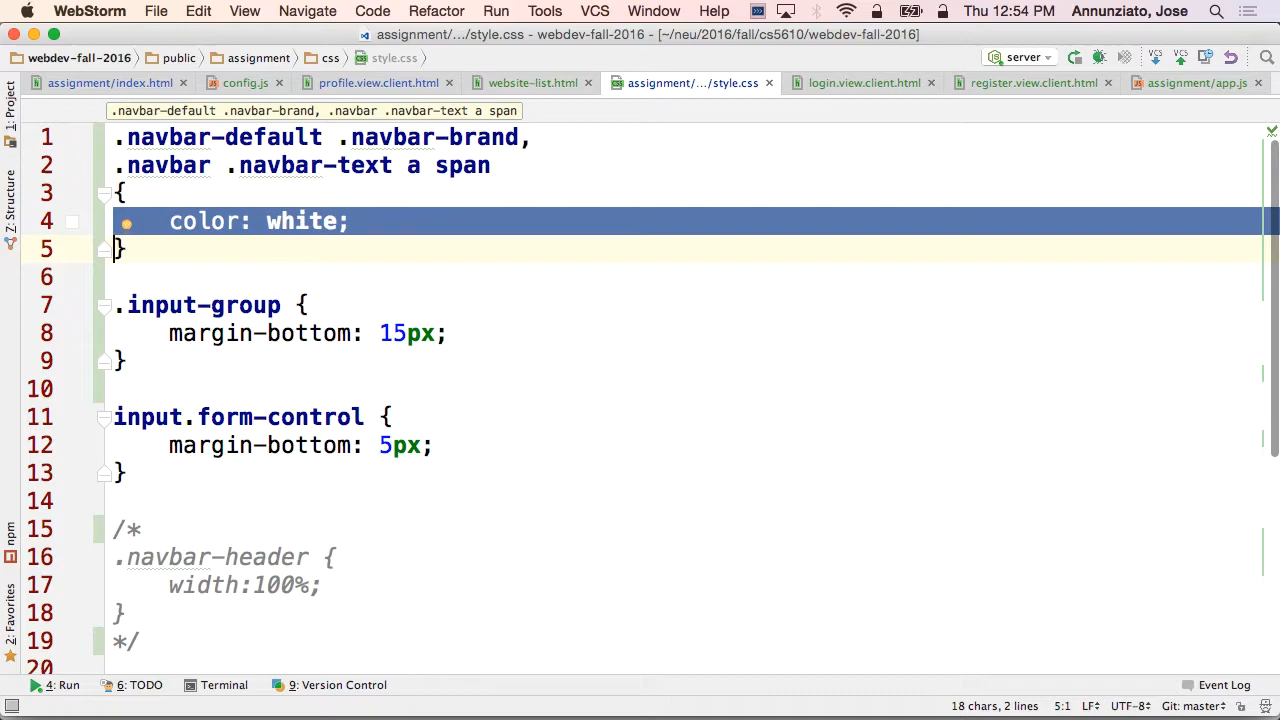 WebStorm File Edit View Navigate Code Refactor Run Tools VCS Window Help Thu 12:54 PM Annunziato, Jose
assignment/.../style.css - webdev-fall-2016 - [~/neu/2016/fall/cs5610/webdev-fall-2016]
webdev-fall-2016 public assignment css style.css server VCS VCS
assignment/index.html config.js profile.view.client.html website-list.html assignment/.../style.css login.view.client.html register.view.client.html assignment/app.js
.navbar-default .navbar-brand, .navbar .navbar-text a span
1 .navbar-default .navbar-brand,
2 .navbar .navbar-text a span
3 {
4 color: white;
5 }
6
7 .input-group {
8 margin-bottom: 15px;
9 }
10
11 input.form-control {
12 margin-bottom: 5px;
13 }
14
15 /*
16 .navbar-header {
17 width:100%;
18 }
19 */
20
1: Project
Z: Structure
npm
2: Favorites
4: Run 6: TODO Terminal 9: Version Control Event Log
18 chars, 2 lines 5:1 LF UTF-8 Git: master